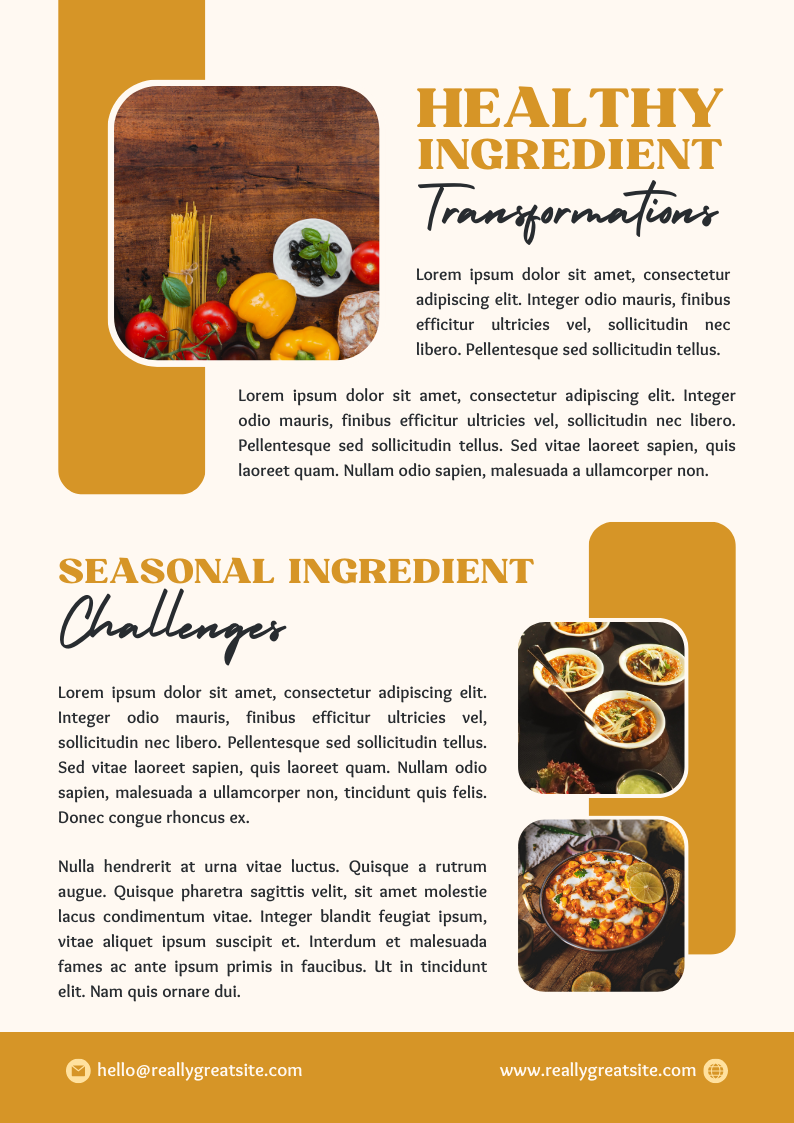 HEALTHY
INGREDIENT
Transformations
Lorem ipsum dolor sit amet, consectetur
adipiscing elit. Integer odio mauris, finibus
efficitur ultricies vel, sollicitudin nec
libero. Pellentesque sed sollicitudin tellus.
Lorem ipsum dolor sit amet, consectetur adipiscing elit. Integer
odio mauris, finibus efficitur ultricies vel, sollicitudin nec libero.
Pellentesque sed sollicitudin tellus. Sed vitae laoreet sapien, quis
laoreet quam. Nullam odio sapien, malesuada a ullamcorper non.
SEASONAL INGREDIENT
Challenges
Lorem ipsum dolor sit amet, consectetur adipiscing elit.
Integer odio mauris, finibus efficitur ultricies vel,
sollicitudin nec libero. Pellentesque sed sollicitudin tellus.
Sed vitae laoreet sapien, quis laoreet quam. Nullam odio
sapien, malesuada a ullamcorper non, tincidunt quis felis.
Donec congue rhoncus ex.
Nulla hendrerit at urna vitae luctus. Quisque a rutrum
augue. Quisque pharetra sagittis velit, sit amet molestie
lacus condimentum vitae. Integer blandit feugiat ipsum,
vitae aliquet ipsum suscipit et. Interdum et malesuada
fames ac ante ipsum primis in faucibus. Ut in tincidunt
elit. Nam quis ornare dui.
hello@reallygreatsite.com
www.reallygreatsite.com